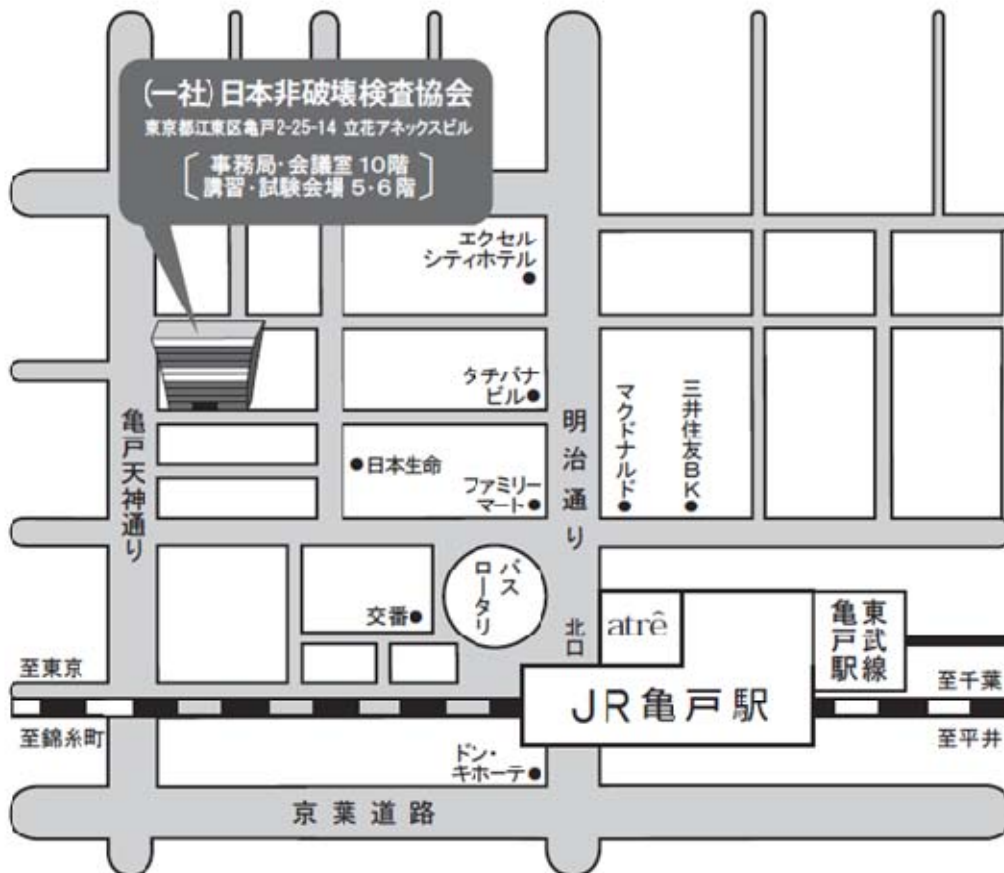 (一社)日本非破壊検査協会
東京都江東区亀戸2-25-14 立花アネックスビル
事務局・会議室 10階
講習・試験会場 5・6階
エクセル
シティホテル
タチバナ
ビル
マクドナルド
三井住友BK
亀戸天神通り
明治通り
日本生命
ファミリー
マート
バス
ロータリ
交番
北口
atrê
東武線
亀戸駅
至東京
至千葉
JR亀戸駅
至錦糸町
至平井
ドン・
キホーテ
京葉道路